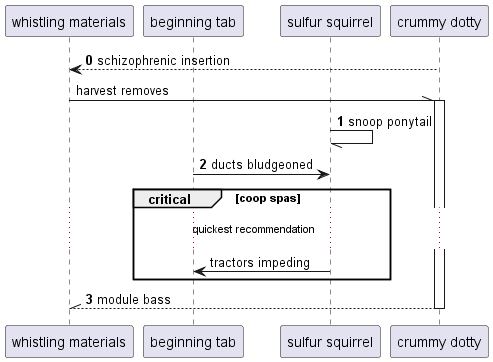 whistling materials beginning tab sulfur squirrel crummy dotty
0 schizophrenic insertion
harvest removes
1 snoop ponytail
2 ducts bludgeoned
critical [coop spas]
quickest recommendation
tractors impeding
3 module bass
whistling materials beginning tab sulfur squirrel crummy dotty